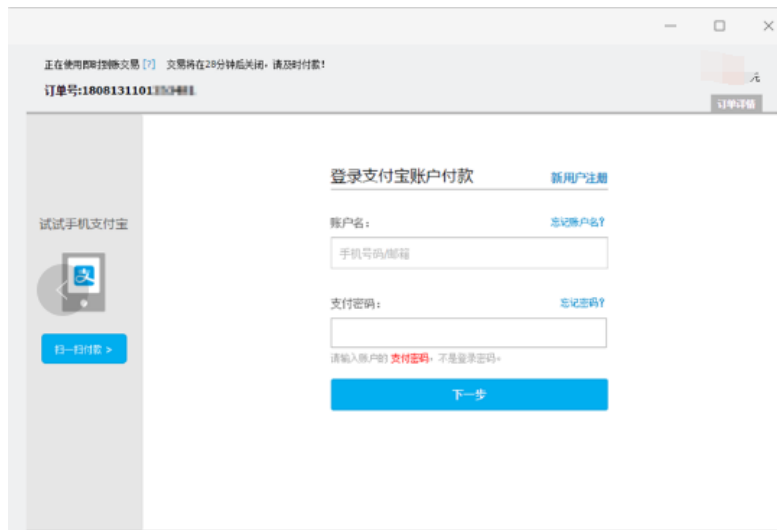 正在使用即时到账交易 [?] 交易将在28分钟后关闭，请及时付款!
元
订单号:1808131101
订单详情
登录支付宝账户付款 新用户注册
试试手机支付宝
账户名： 忘记账户名?
手机号码/邮箱
支
支付密码： 忘记密码?
扫一扫付款 >
请输入账户的 支付密码，不是登录密码。
下一步